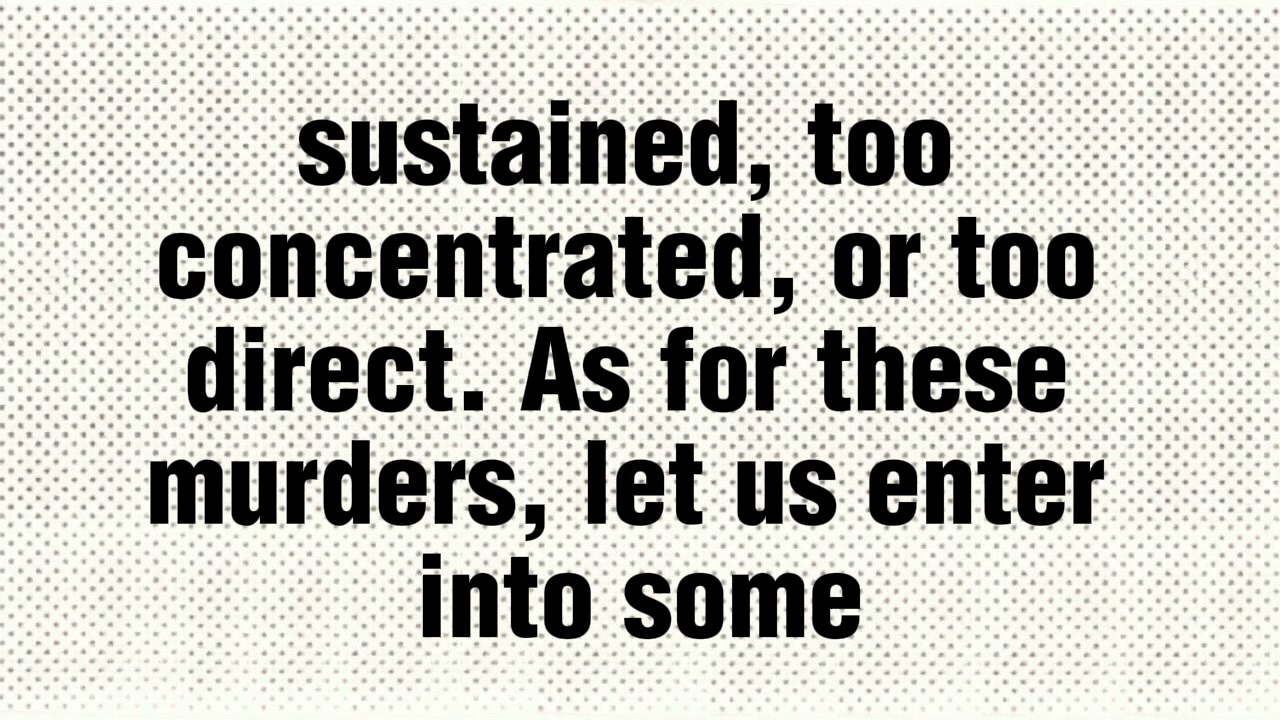 sustained, too
concentrated, or too
direct. As for these
murders, let us enter
into some